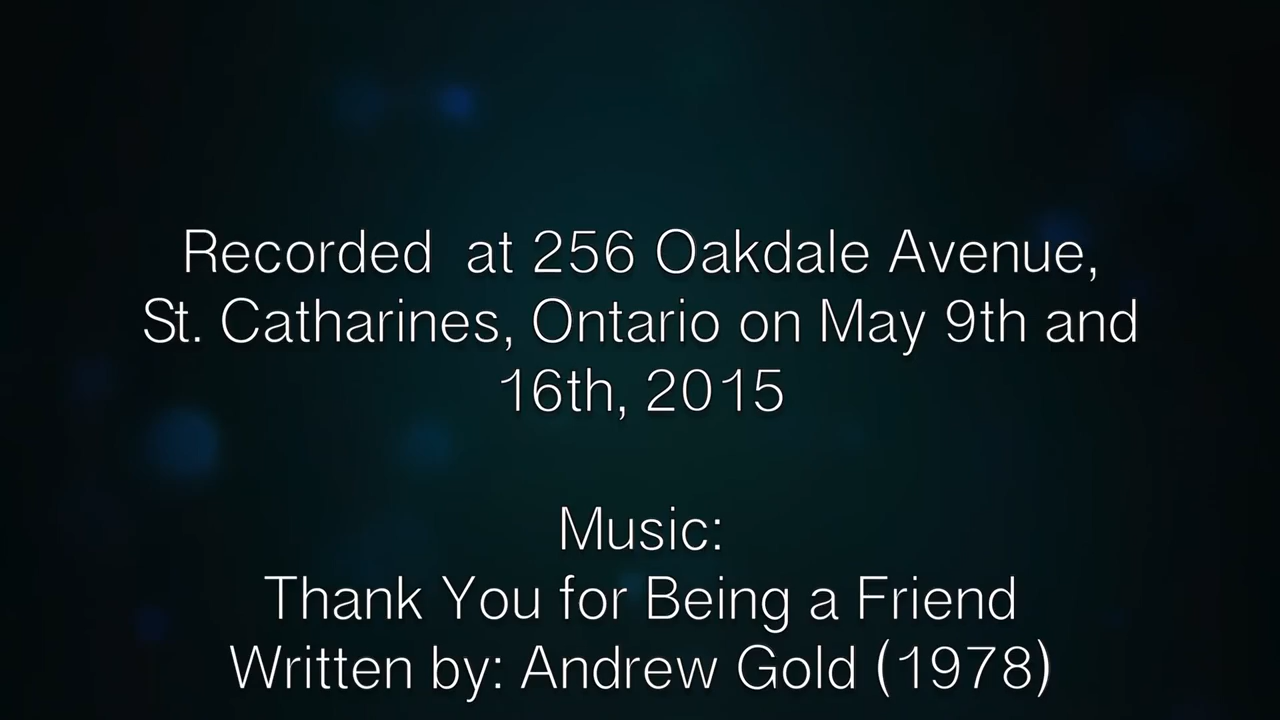 Recorded  at 256 Oakdale Avenue,
St. Catharines, Ontario on May 9th and
16th, 2015
Music:
Thank You for Being a Friend
Written by: Andrew Gold (1978)